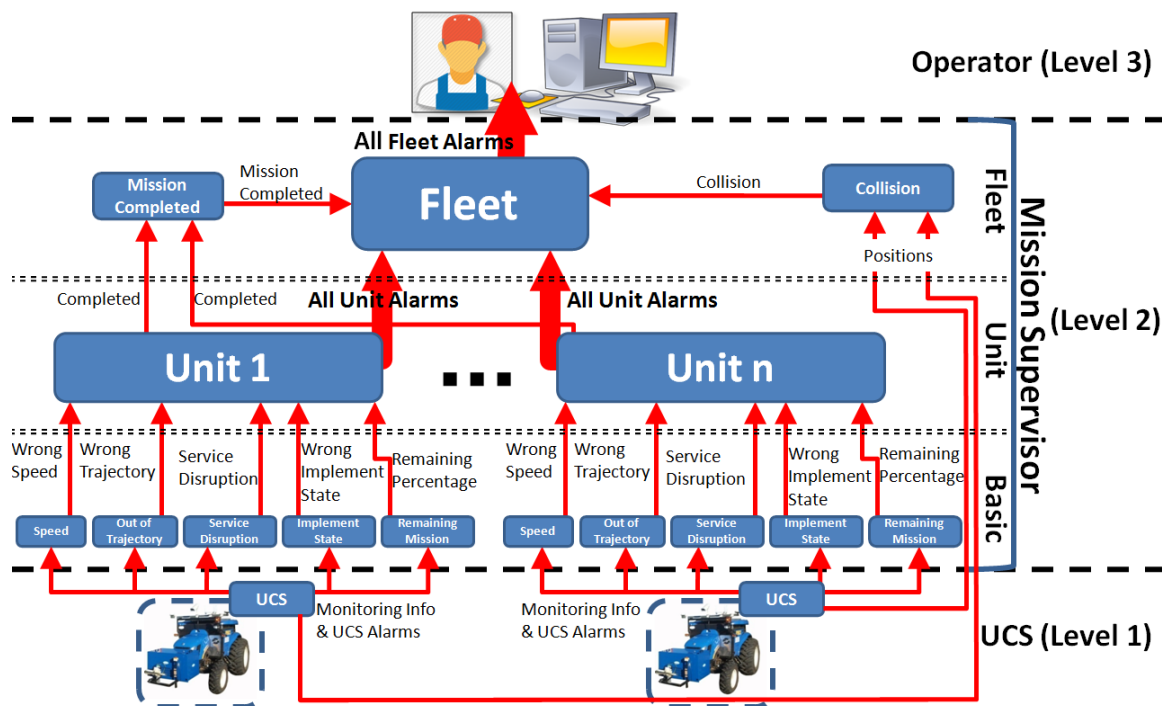 Operator (Level 3)
All Fleet Alarms
Mission
Completed
Mission
Completed
Fleet
Collision
Collision
Fleet
Positions
Mission Supervisor
(Level 2)
Completed
Completed
All Unit Alarms
All Unit Alarms
Unit
Unit 1
Unit n
Wrong
Speed
Wrong
Trajectory
Service
Disruption
Wrong
Implement
State
Remaining
Percentage
Wrong
Speed
Wrong
Trajectory
Service
Disruption
Wrong
Implement
State
Remaining
Percentage
Basic
Speed
Out of
Trajectory
Service
Disruption
Implement
State
Remaining
Mission
Speed
Out of
Trajectory
Service
Disruption
Implement
State
Remaining
Mission
UCS
Monitoring Info
& UCS Alarms
Monitoring Info
& UCS Alarms
UCS
UCS (Level 1)